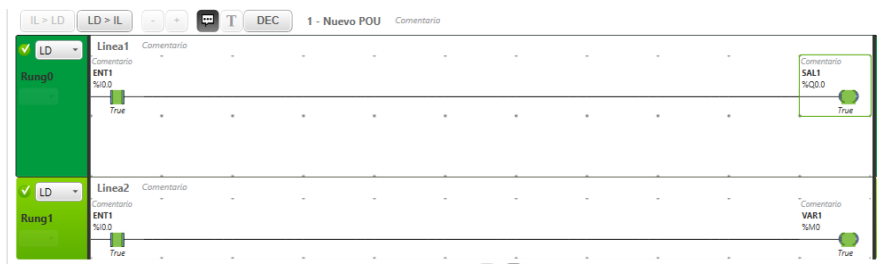 IL > LD LD > IL - + T DEC 1 - Nuevo POU Comentario
LD Linea1 Comentario
Comentario Comentario
Rung0 ENT1 SAL1
%I0.0 %Q0.0
True True
LD Linea2 Comentario
Comentario Comentario
Rung1 ENT1 VAR1
%I0.0 %M0
True True